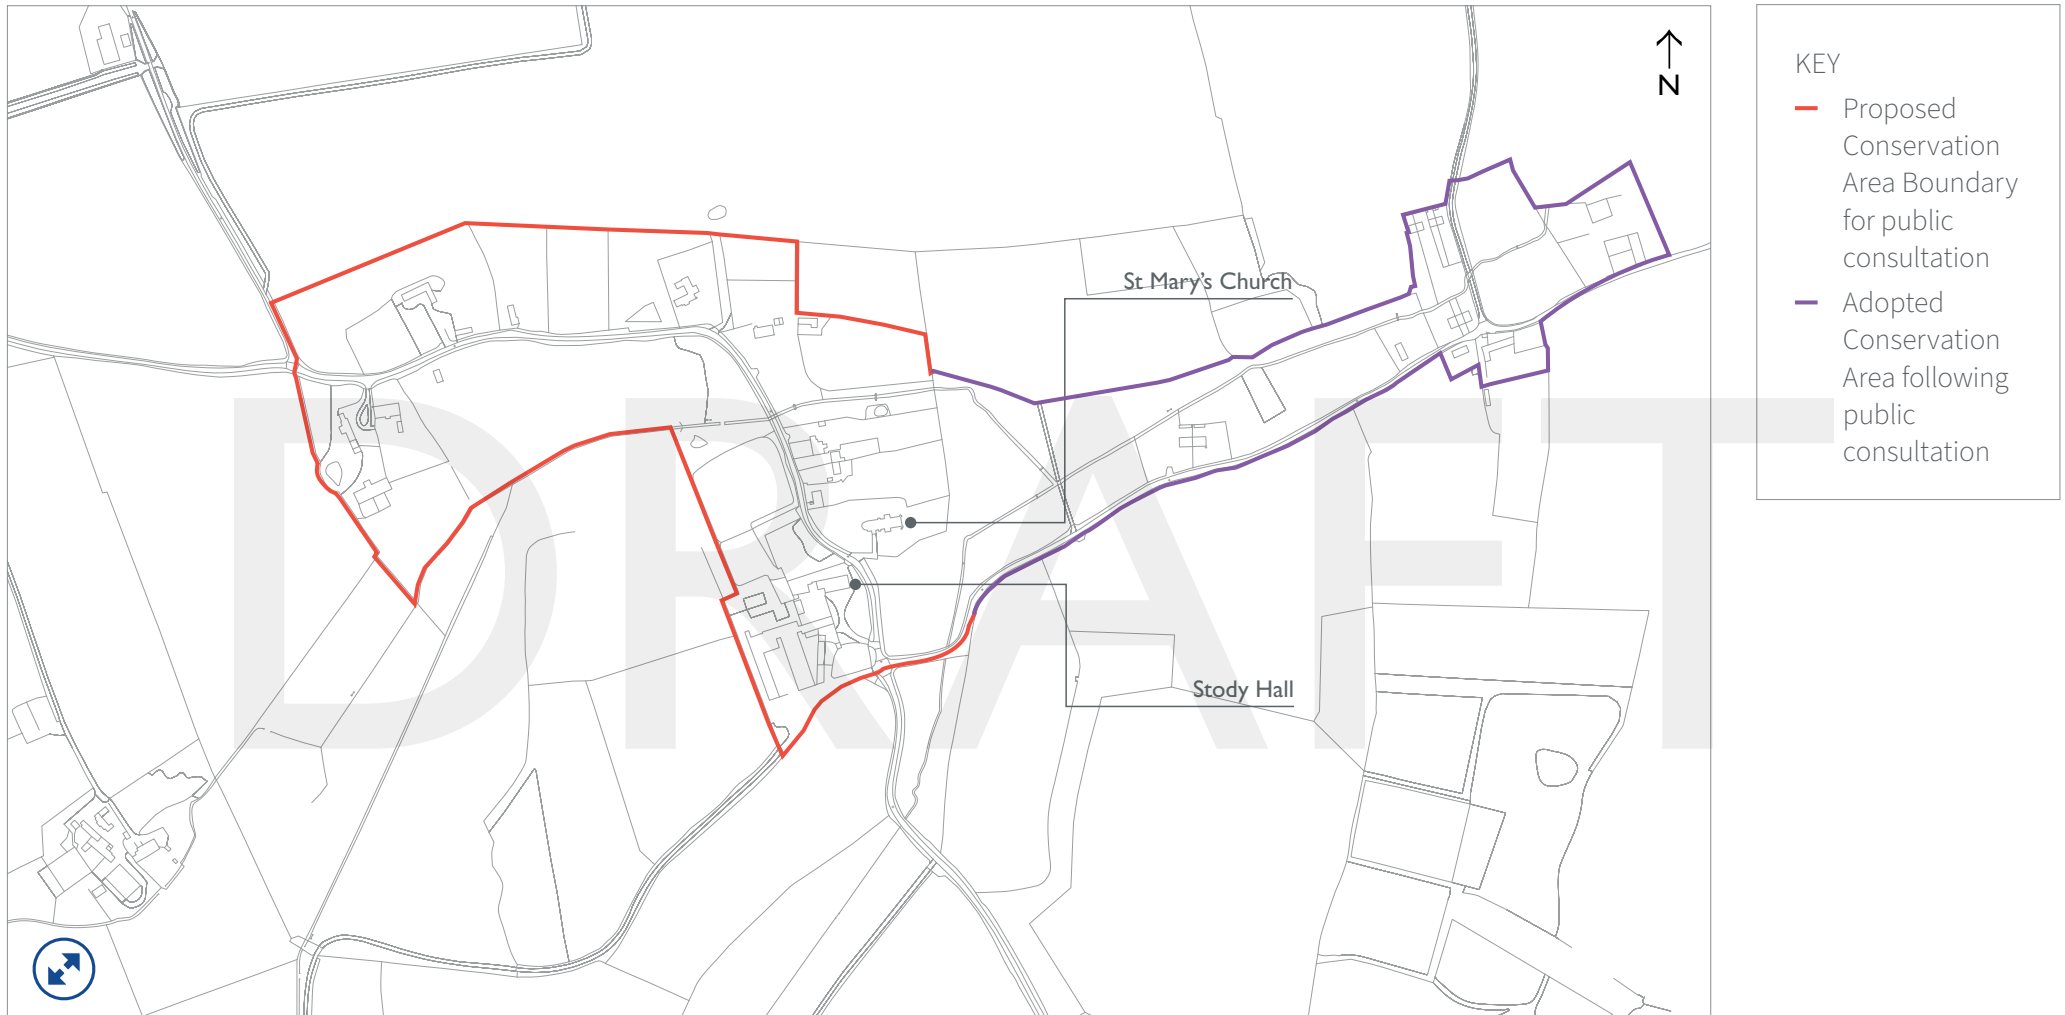 N
St Mary's Church
Stody Hall
DRAFT
KEY
Proposed
Conservation
Area Boundary
for public
consultation
Adopted
Conservation
Area following
public
consultation